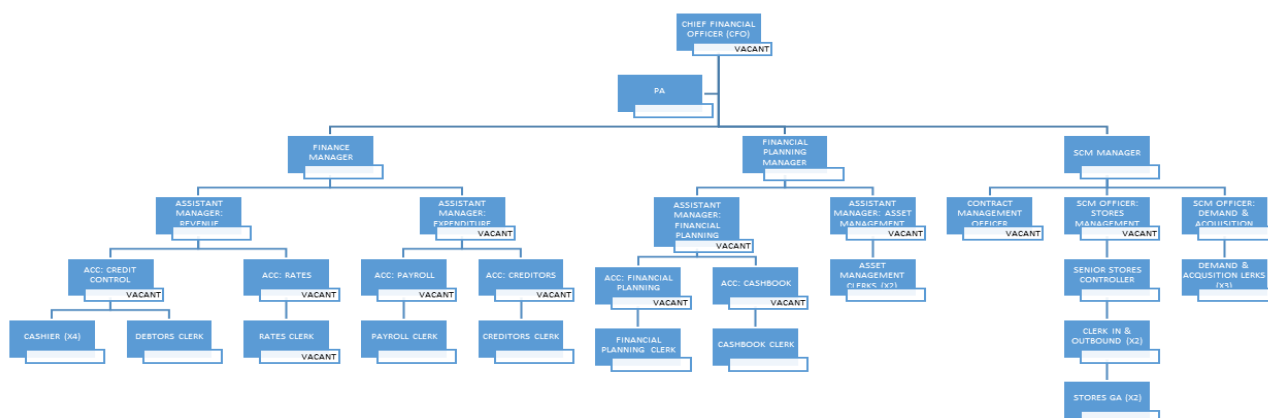 CHIEF FINANCIAL
OFFICER (CFO)
VACANT
PA
FINANCE
MANAGER
FINANCIAL
PLANNING
MANAGER
SCM MANAGER
ASSISTANT
MANAGER:
REVENUE
ASSISTANT
MANAGER:
EXPENDITURE
VACANT
ASSISTANT
MANAGER:
FINANCIAL
PLANNING
VACANT
ASSISTANT
MANAGER: ASSET
MANAGEMENT
VACANT
CONTRACT
MANAGEMENT
OFFICER
VACANT
SCM OFFICER:
STORES
MANAGEMENT
VACANT
SCM OFFICER:
DEMAND &
ACQUISITION
ACC: CREDIT
CONTROL
VACANT
ACC: RATES
VACANT
ACC: PAYROLL
VACANT
ACC: CREDITORS
VACANT
ACC: FINANCIAL
PLANNING
VACANT
ACC: CASHBOOK
VACANT
ASSET
MANAGEMENT
CLERKS (X2)
SENIOR STORES
CONTROLLER
DEMAND &
ACQUSITION LERKS
(X3)
CASHIER (X4)
DEBTORS CLERK
RATES CLERK
VACANT
PAYROLL CLERK
CREDITORS CLERK
FINANCIAL
PLANNING CLERK
CASHBOOK CLERK
CLERK IN &
OUTBOUND (X2)
STORES GA (X2)